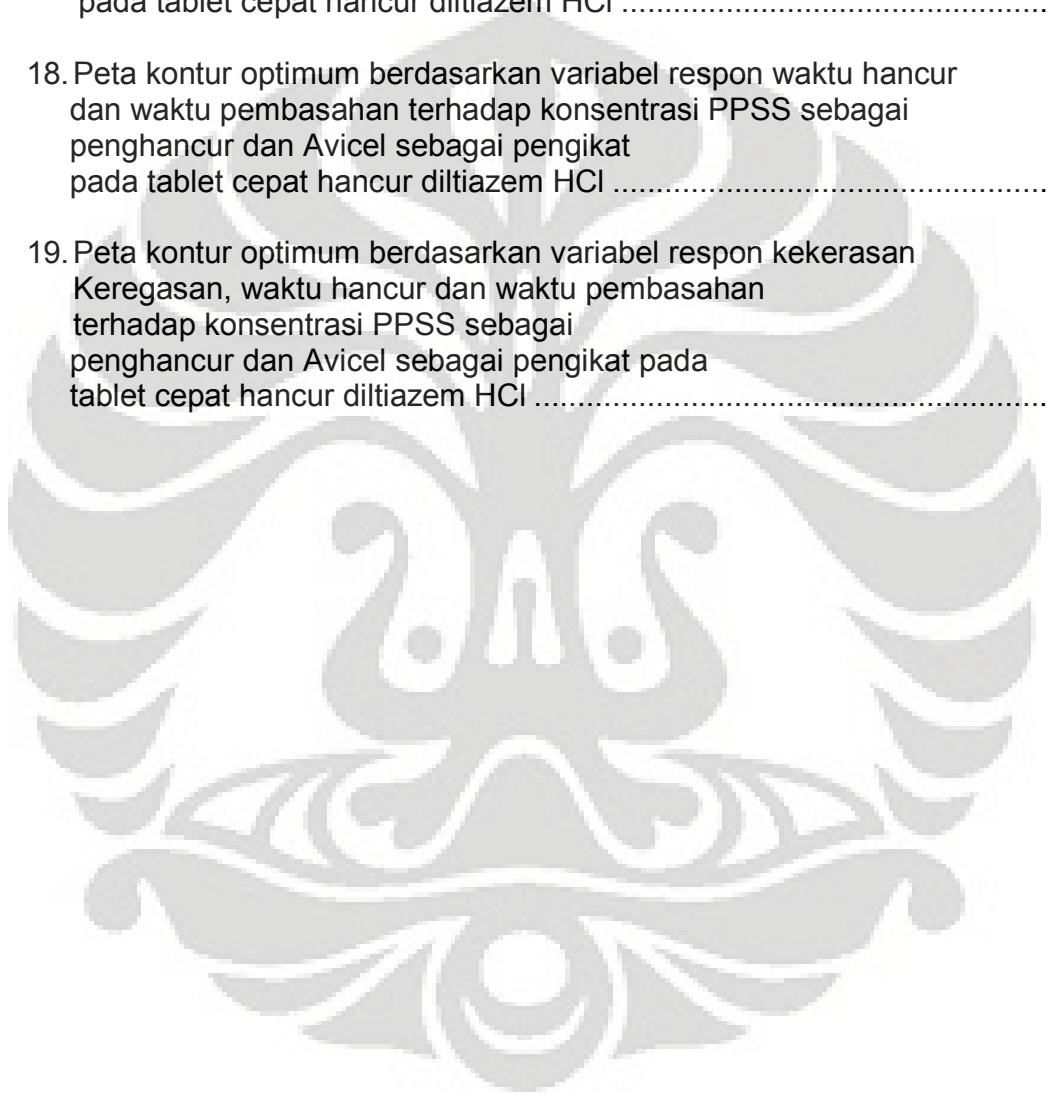 pada tablet cepat hancur diltiazem HCl ..................................................
18. Peta kontur optimum berdasarkan variabel respon waktu hancur
dan waktu pembasahan terhadap konsentrasi PPSS sebagai
penghancur dan Avicel sebagai pengikat
pada tablet cepat hancur diltiazem HCl ...................................................
19. Peta kontur optimum berdasarkan variabel respon kekerasan
Keregasan, waktu hancur dan waktu pembasahan
terhadap konsentrasi PPSS sebagai
penghancur dan Avicel sebagai pengikat pada
tablet cepat hancur diltiazem HCl ............................................................